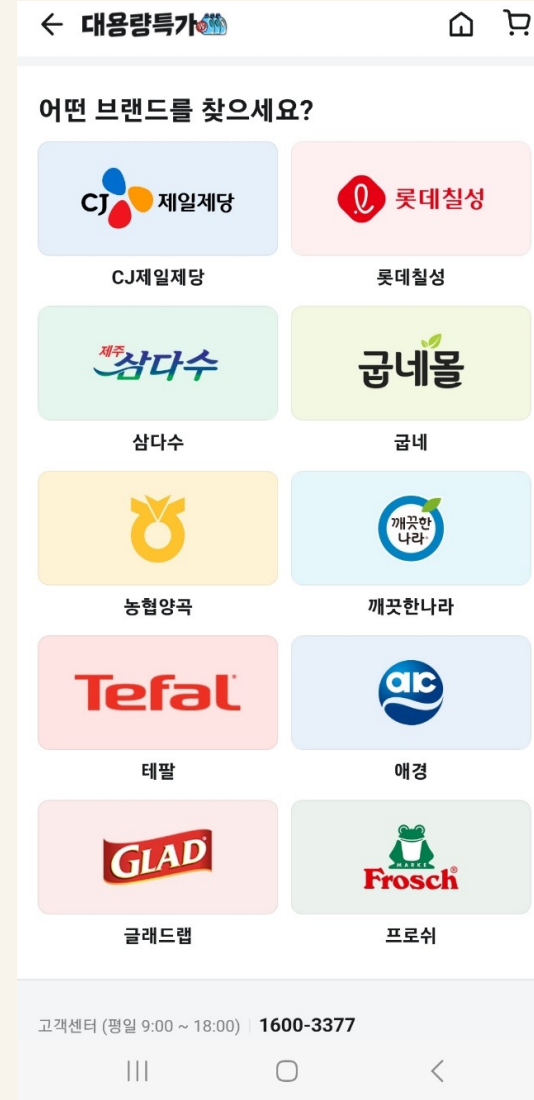 대용량특가
어떤 브랜드를 찾으세요?
CJ 제일제당
롯데칠성
CJ제일제당
롯데칠성
제주
삼다수
굽네몰
삼다수
굽네
깨끗한
나라
농협양곡
깨끗한나라
Tefal
ak
테팔
애경
GLAD
MARKE
Frosch
글래드랩
프로쉬
고객센터 (평일 9:00 ~ 18:00) 1600-3377